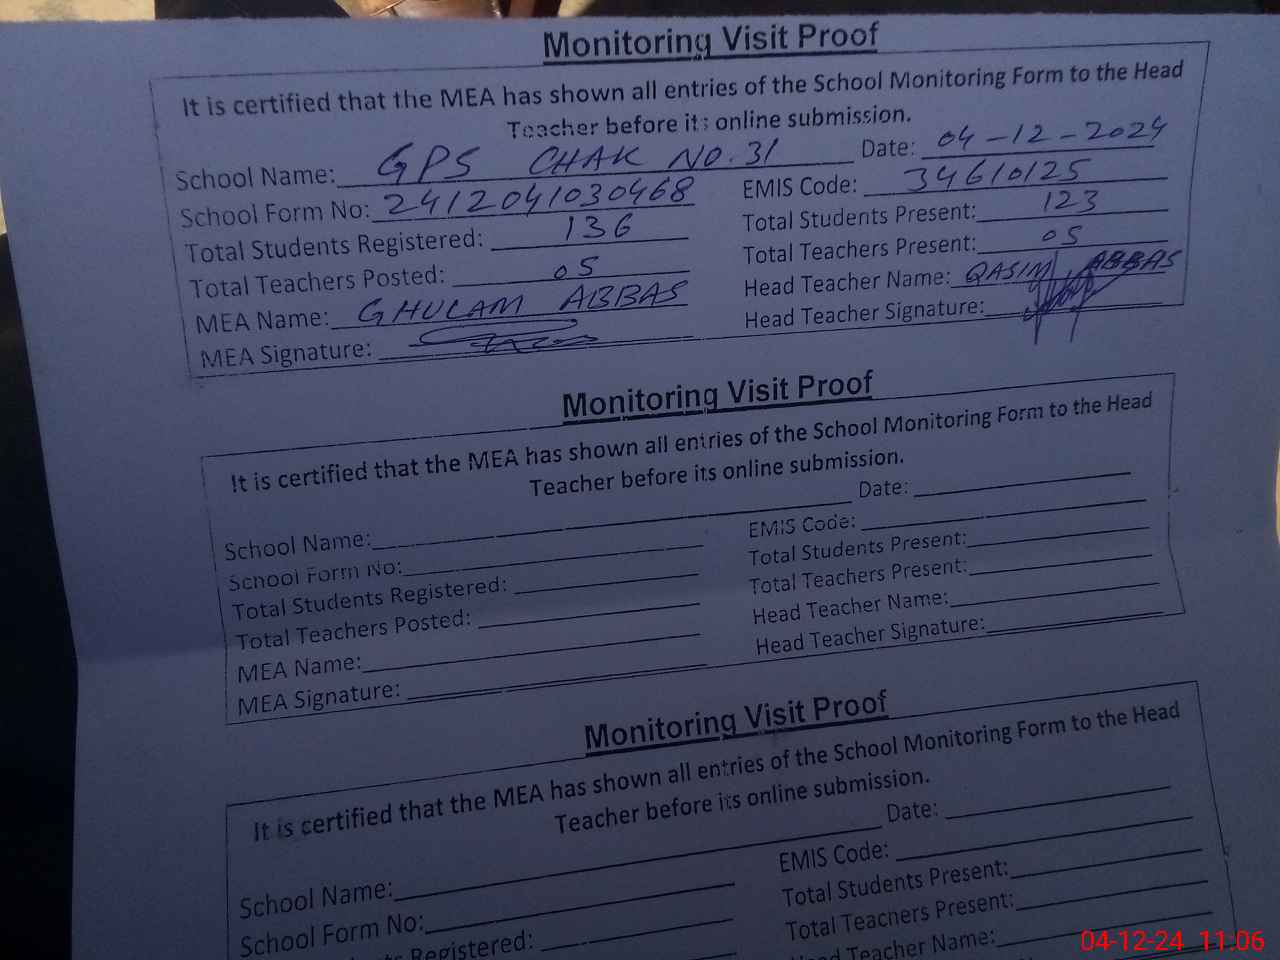 Monitoring Visit Proof
It is certified that the MEA has shown all entries of the School Monitoring Form to the Head
Teacher before its online submission.
School Name: GPS CHAK NO. 31 Date: 04-12-2024
School Form No: 2412041030468 EMIS Code: 34610125
Total Students Registered: 136 Total Students Present: 123
Total Teachers Posted: 05 Total Teachers Present: 05
MEA Name: GHULAM ABBAS Head Teacher Name: QASIM ABBAS
MEA Signature: Head Teacher Signature:
Monitoring Visit Proof
It is certified that the MEA has shown all entries of the School Monitoring Form to the Head
Teacher before its online submission.
School Name: Date:
School Form No: EMIS Code:
Total Students Registered: Total Students Present:
Total Teachers Posted: Total Teachers Present:
MEA Name: Head Teacher Name:
MEA Signature: Head Teacher Signature:
Monitoring Visit Proof
It is certified that the MEA has shown all entries of the School Monitoring Form to the Head
Teacher before its online submission.
School Name: Date:
School Form No: EMIS Code:
Registered: Total Students Present:
Total Teachers Present:
Teacher Name:
04-12-24 11:06